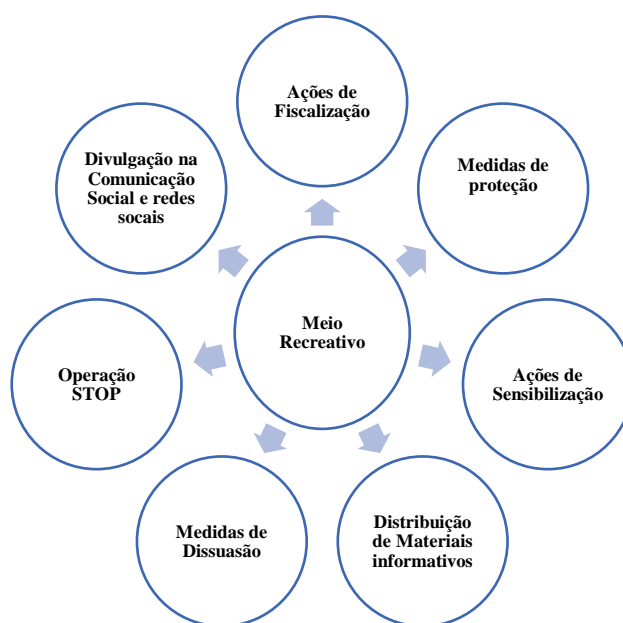 Ações de
Fiscalização
Medidas de
proteção
Ações de
Sensibilização
Distribuição
de Materiais
informativos
Medidas de
Dissuasão
Operação
STOP
Divulgação na
Comunicação
Social e redes
socais
Meio
Recreativo